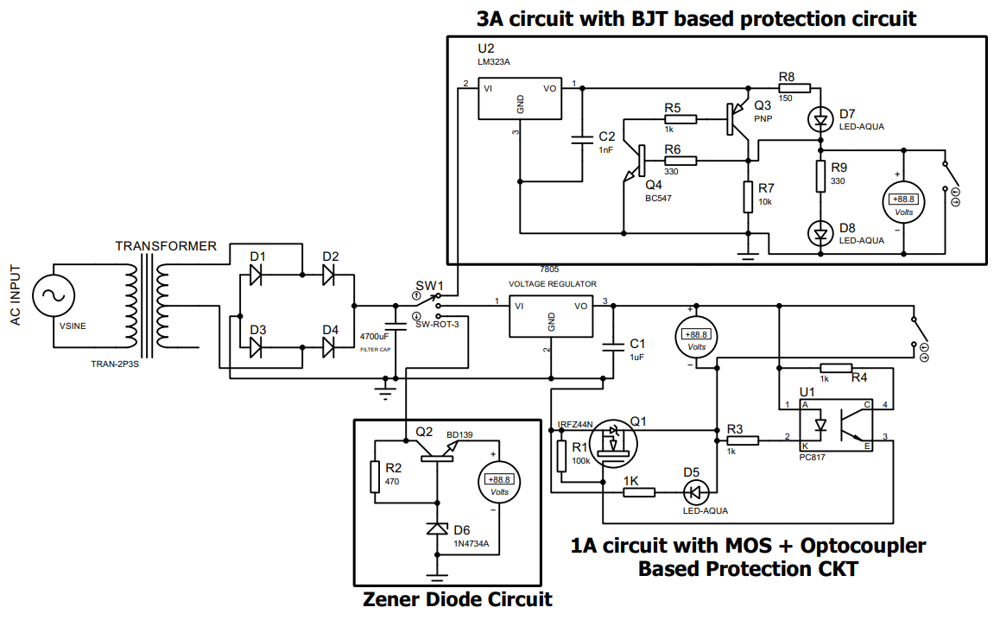 3A circuit with BJT based protection circuit
U2
LM323A
2
VI
VO
1
GND
3
C2
1nF
R5
1k
R6
330
Q4
BC547
Q3
PNP
R7
10k
R8
150
D7
LED-AQUA
R9
330
D8
LED-AQUA
+
+88.8
Volts
−
AC INPUT
VSINE
TRANSFORMER
TRAN-2P3S
D1
D2
D3
D4
4700uF
FILTER CAP
SW1
SW-ROT-3
7805
VOLTAGE REGULATOR
1
VI
VO
3
GND
2
C1
1uF
+
+88.8
Volts
−
1k
R4
U1
1
A
C
4
2
K
E
3
PC817
R3
1k
IRFZ44N
Q1
R1
100k
1K
D5
LED-AQUA
Q2
BD139
R2
470
+
+88.8
Volts
−
D6
1N4734A
1A circuit with MOS + Optocoupler
Based Protection CKT
Zener Diode Circuit